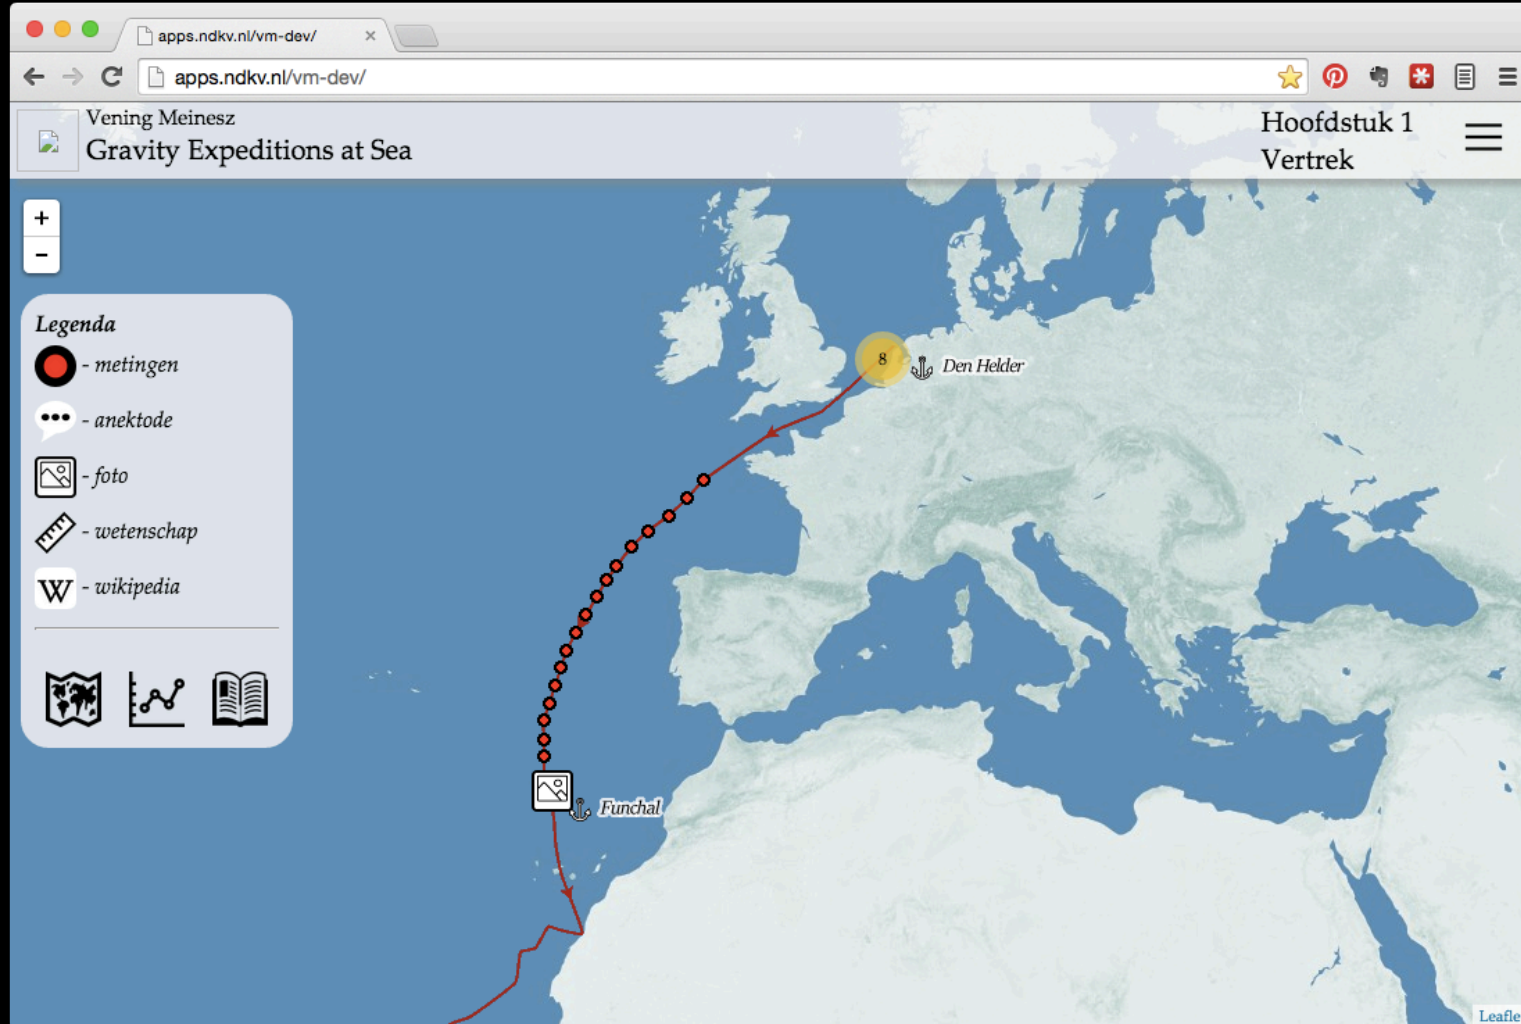 apps.ndkv.nl/vm-dev/
apps.ndkv.nl/vm-dev/
Vening Meinesz
Gravity Expeditions at Sea
Hoofdstuk 1
Vertrek
+
-
Legenda
- metingen
- anektode
- foto
- wetenschap
W - wikipedia
8
Den Helder
Funchal
Leafle